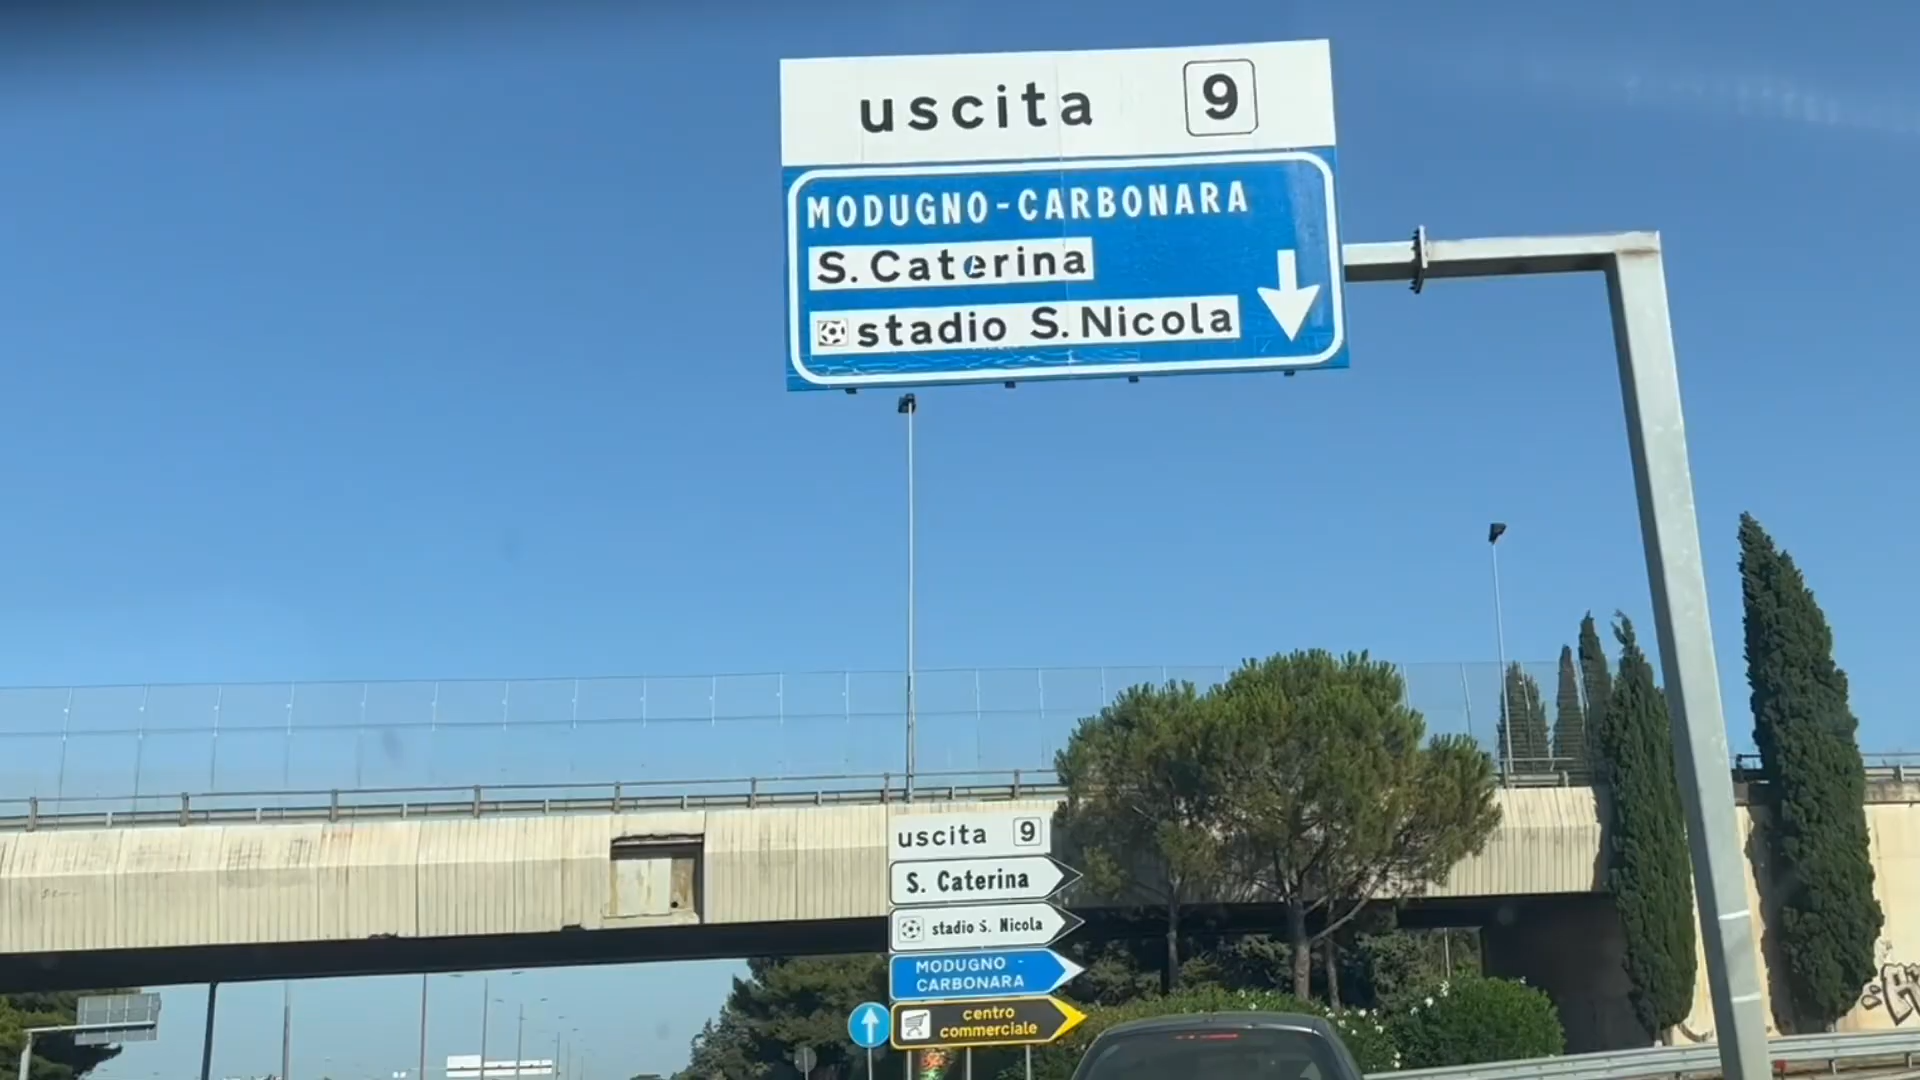 uscita 9
MODUGNO-CARBONARA
S. Caterina
stadio S. Nicola
uscita 9
S. Caterina
stadio S. Nicola
MODUGNO -
CARBONARA
centro
commerciale